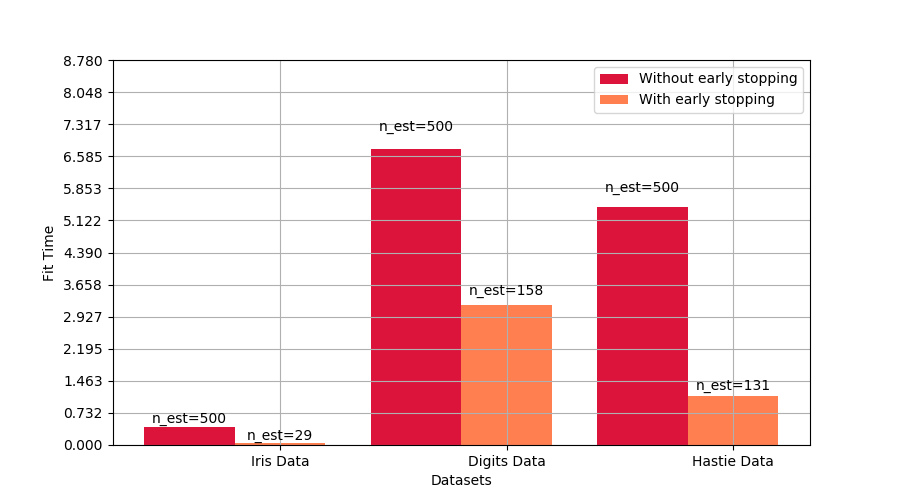 8.780
8.048
7.317
6.585
5.853
5.122
4.390
3.658
2.927
2.195
1.463
0.732
0.000
Fit Time
Without early stopping
With early stopping
n_est=500
n_est=500
n_est=500
n_est=29
n_est=158
n_est=131
Iris Data
Digits Data
Hastie Data
Datasets